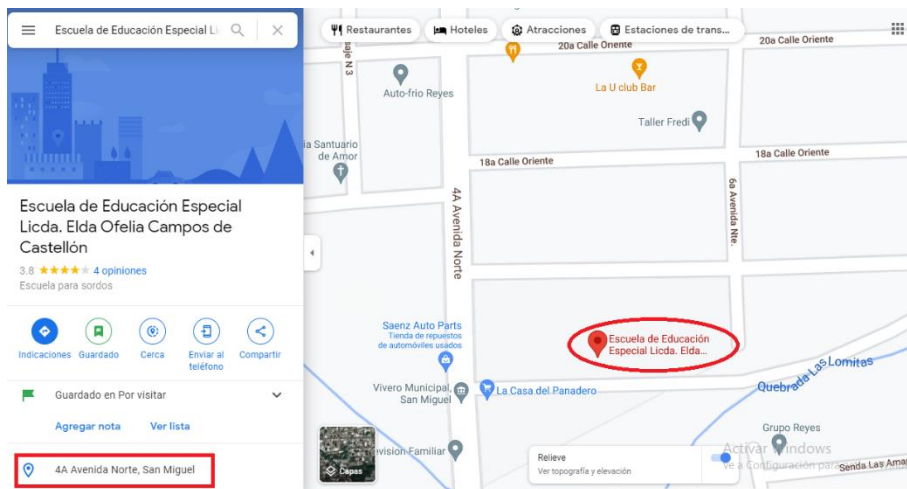 Escuela de Educación Especial Li
Escuela de Educación Especial
Licda. Elda Ofelia Campos de
Castellón
3.8
4 opiniones
Escuela para sordos
Indicaciones
Guardado
Cerca
Enviar al
teléfono
Compartir
Guardado en Por visitar
Agregar nota
Ver lista
4A Avenida Norte, San Miguel
Restaurantes
Hoteles
Atracciones
Estaciones de trans...
saje N 3
20a Calle Oriente
20a Calle Oriente
Auto-frio Reyes
La U club Bar
Taller Fredi
ia Santuario
de Amor
18a Calle Oriente
18a Calle Oriente
4A Avenida Norte
6a Avenida Nte.
Saenz Auto Parts
Tienda de repuestos
de automóviles usados
Escuela de Educación
Especial Licda. Elda...
Vivero Municipal,
San Miguel
La Casa del Panadero
Quebrada Las Lomitas
Grupo Reyes
Capas
vision Familiar
Relieve
Ver topografía y elevación
Activar Windows
Ve a Configuración para
Senda Las Ama